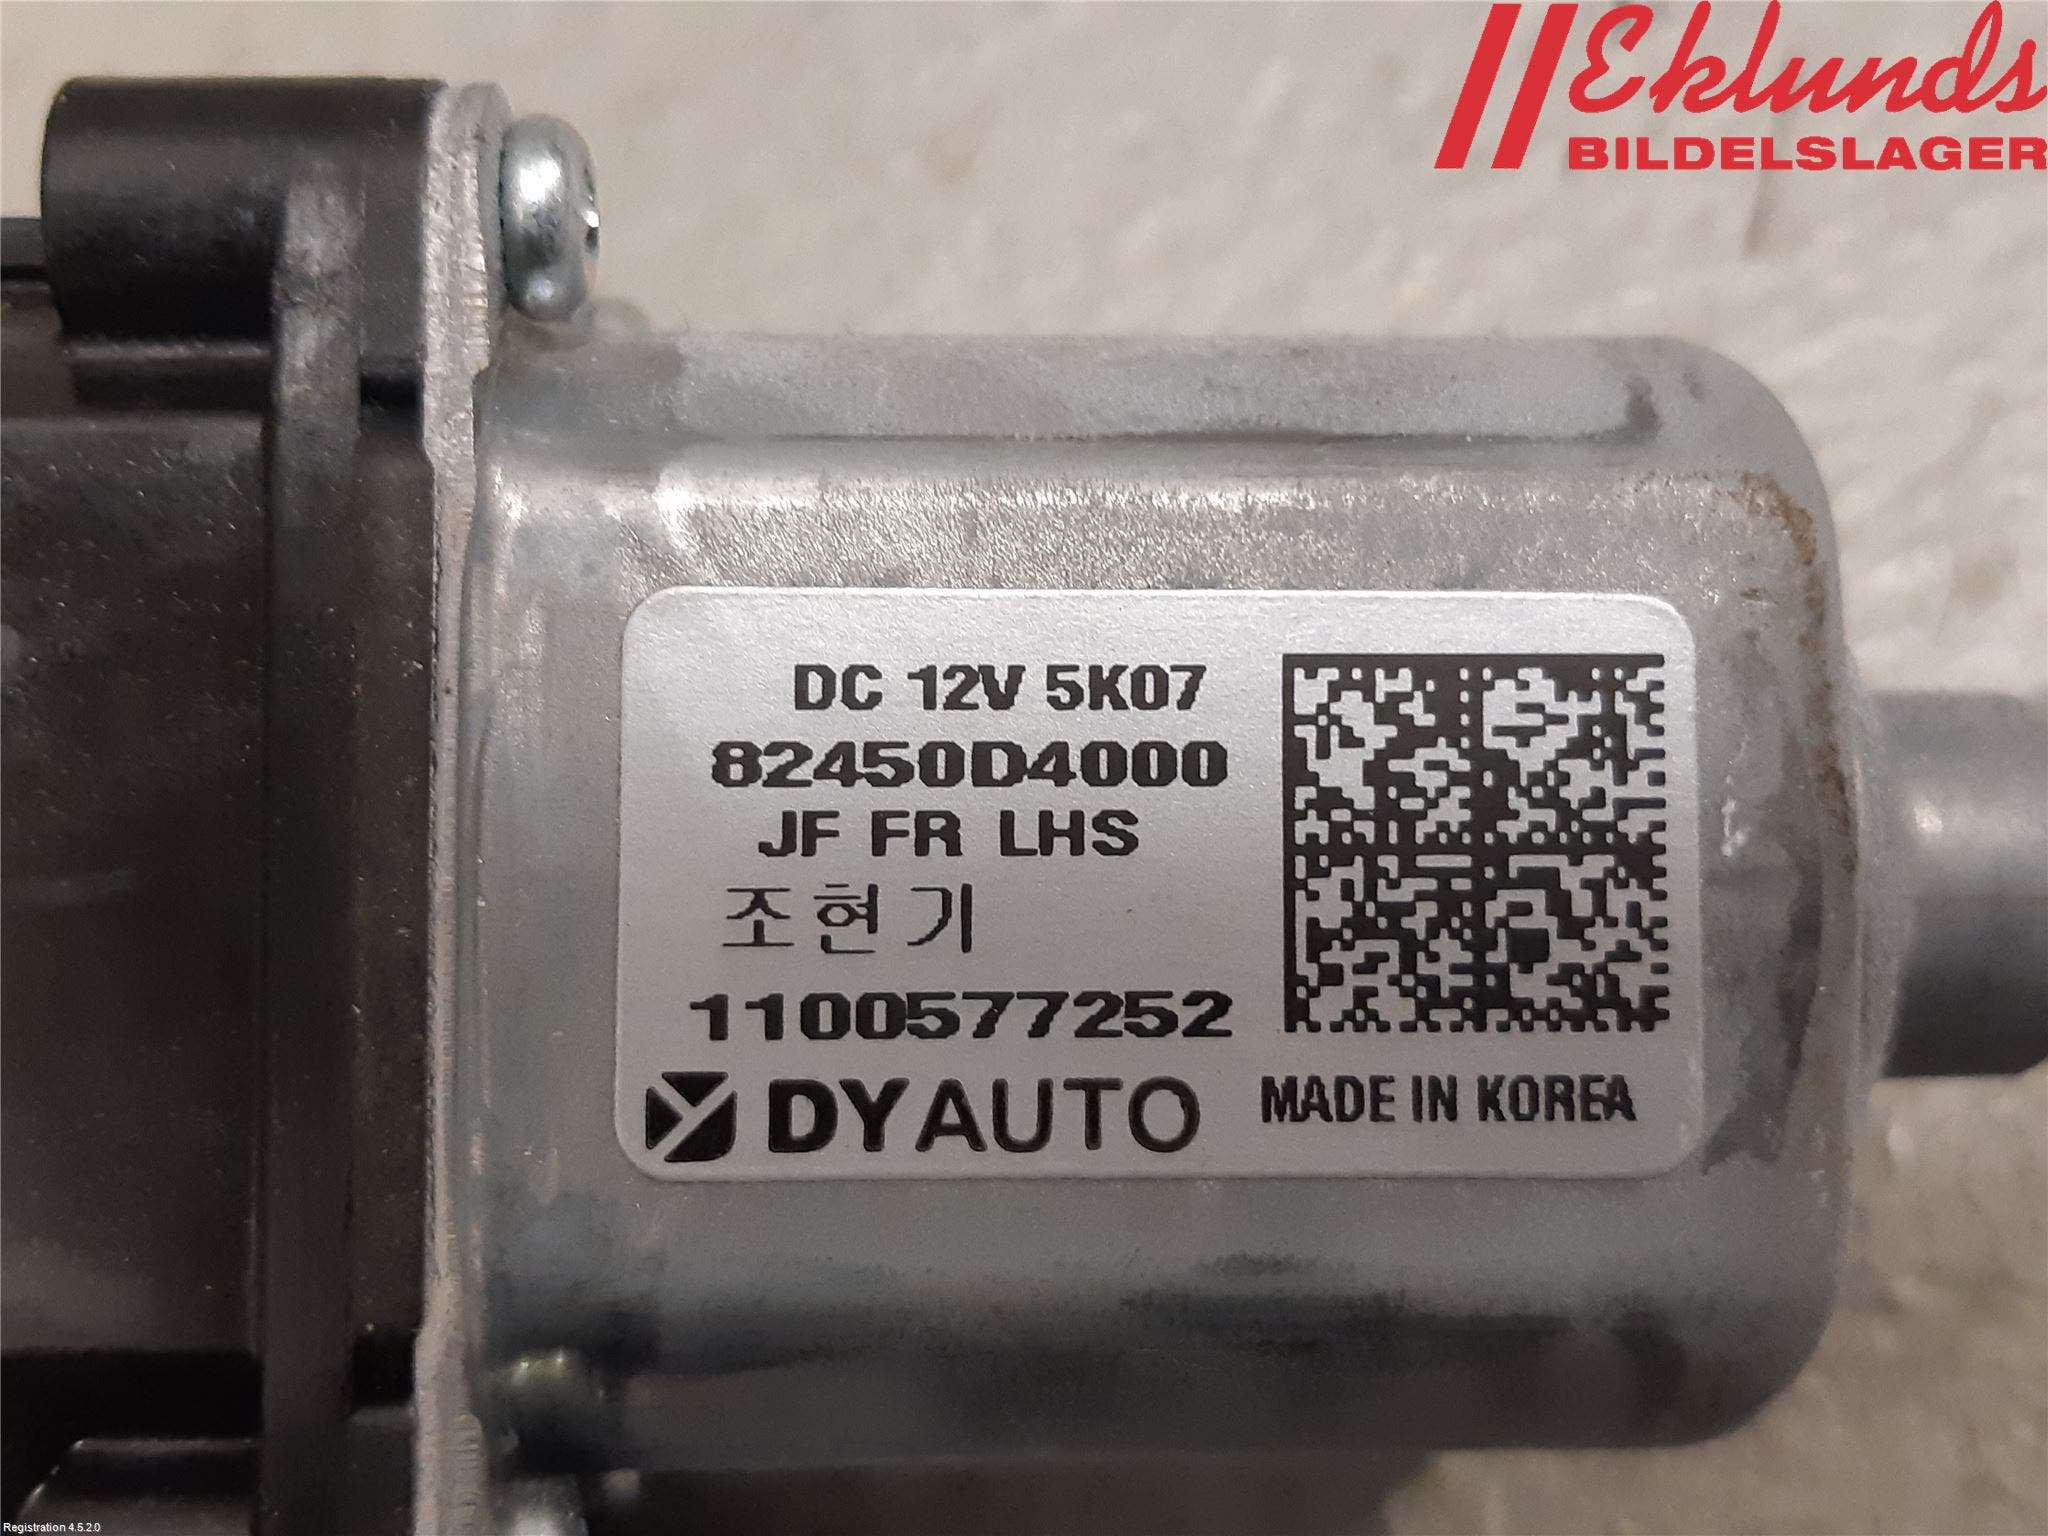 Eklunds
BILDELSLAGER
DC 12V 5K07
82450D4000
JF FR LHS
조현기
1100577252
DYAUTO MADE IN KOREA
Registration 4.5.2.0